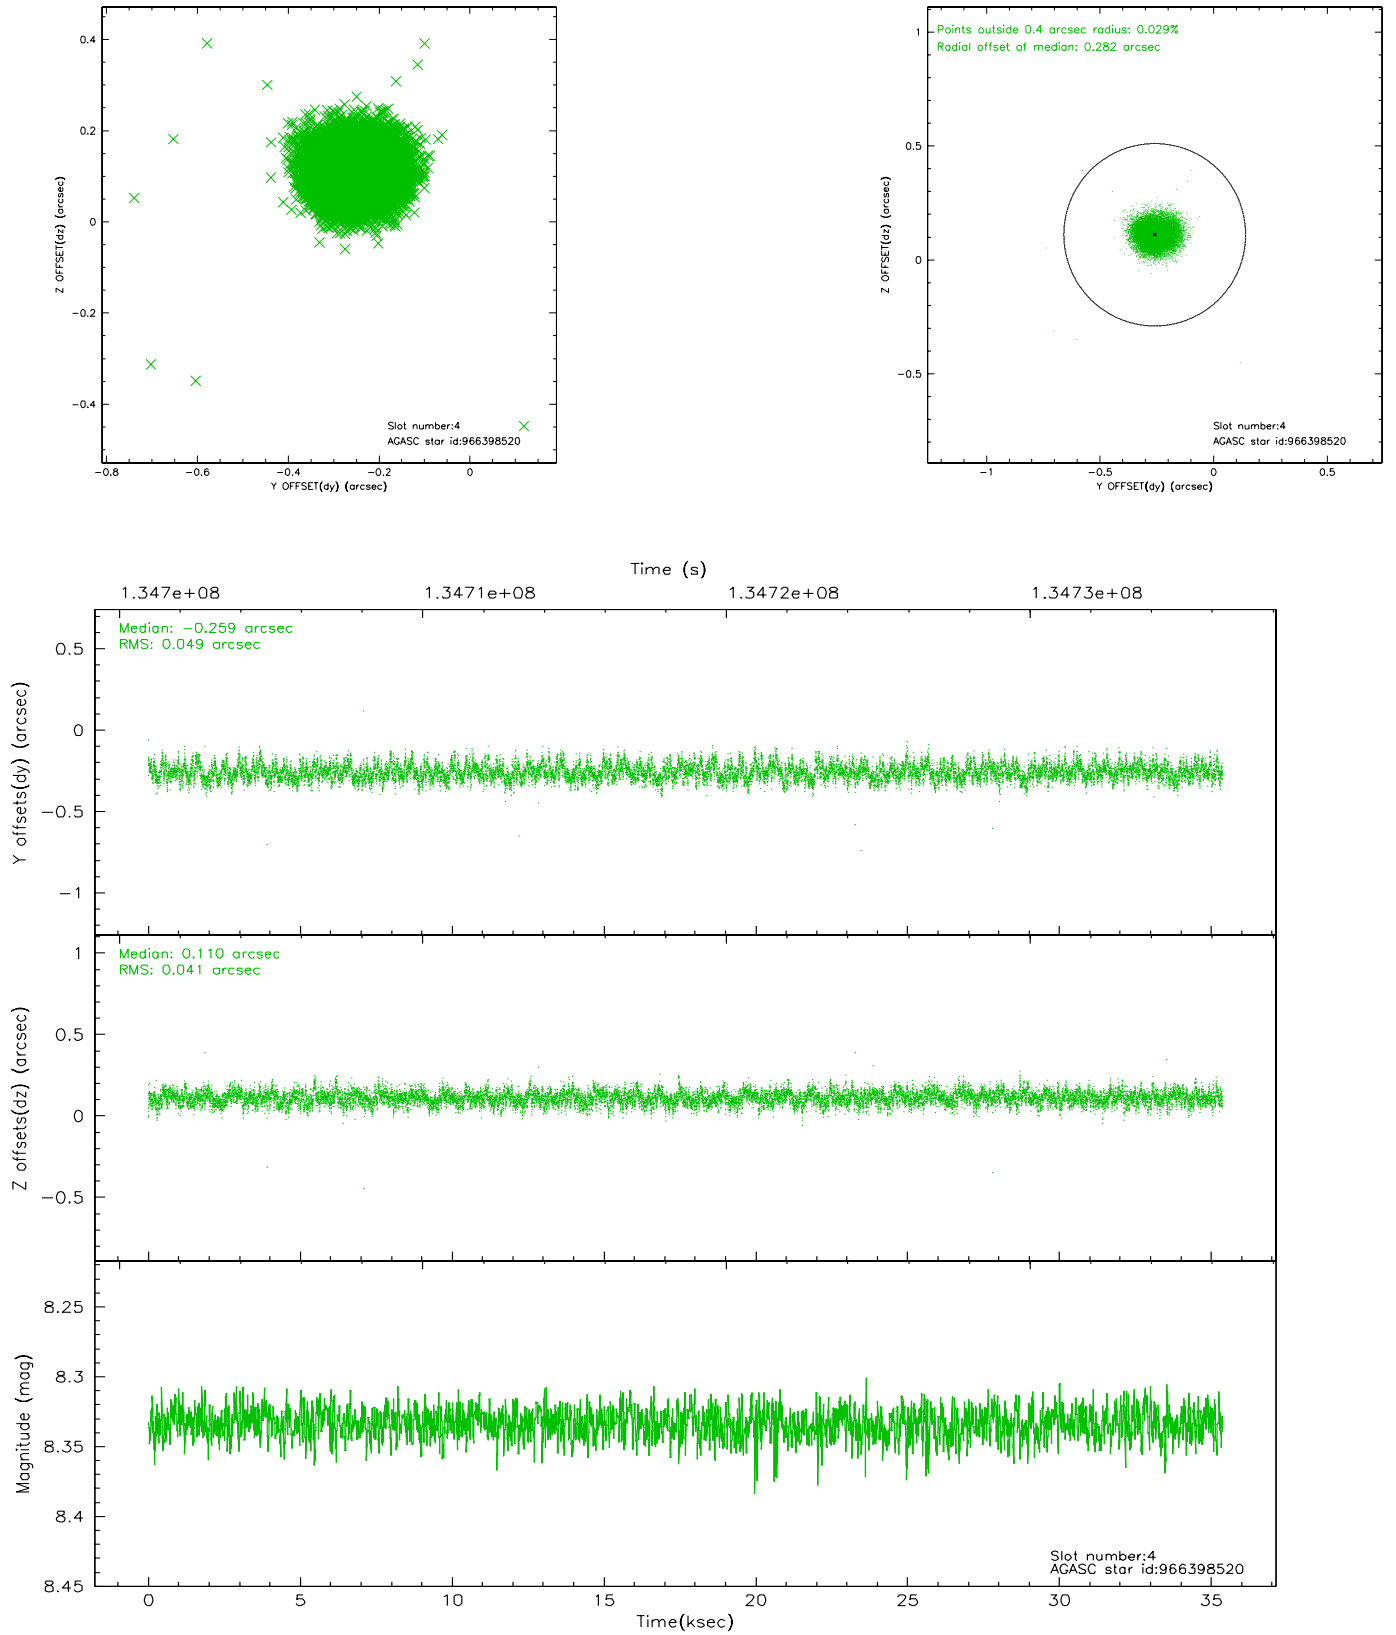 0.4
0.2
0
−0.2
−0.4
Z OFFSET(dz) (arcsec)
Slot number:4
AGASC star id:966398520
−0.8 −0.6 −0.4 −0.2 0
Y OFFSET(dy) (arcsec)
Points outside 0.4 arcsec radius: 0.029%
Radial offset of median: 0.282 arcsec
1
0.5
0
−0.5
Z OFFSET(dz) (arcsec)
Slot number:4
AGASC star id:966398520
−1 −0.5 0 0.5
Y OFFSET(dy) (arcsec)
Time (s)
1.347e+08 1.3471e+08 1.3472e+08 1.3473e+08
Median: −0.259 arcsec
RMS: 0.049 arcsec
0.5
0
−0.5
−1
Y offsets(dy) (arcsec)
Median: 0.110 arcsec
RMS: 0.041 arcsec
1
0.5
0
−0.5
Z offsets(dz) (arcsec)
8.25
8.3
8.35
8.4
8.45
Magnitude (mag)
Slot number:4
AGASC star id:966398520
0 5 10 15 20 25 30 35
Time(ksec)